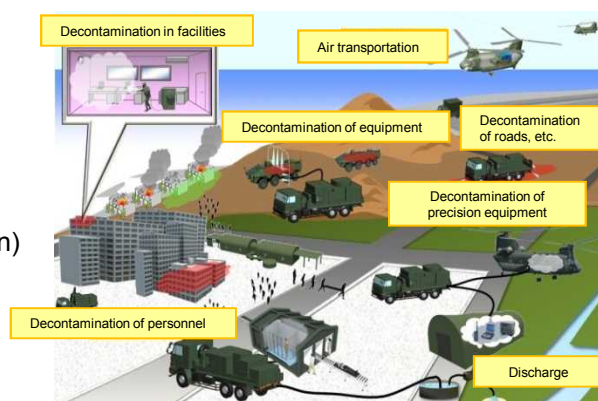 Decontamination in facilities
Air transportation
Decontamination of equipment
Decontamination
of roads, etc.
Decontamination of
precision equipment
m)
Decontamination of personnel
Discharge